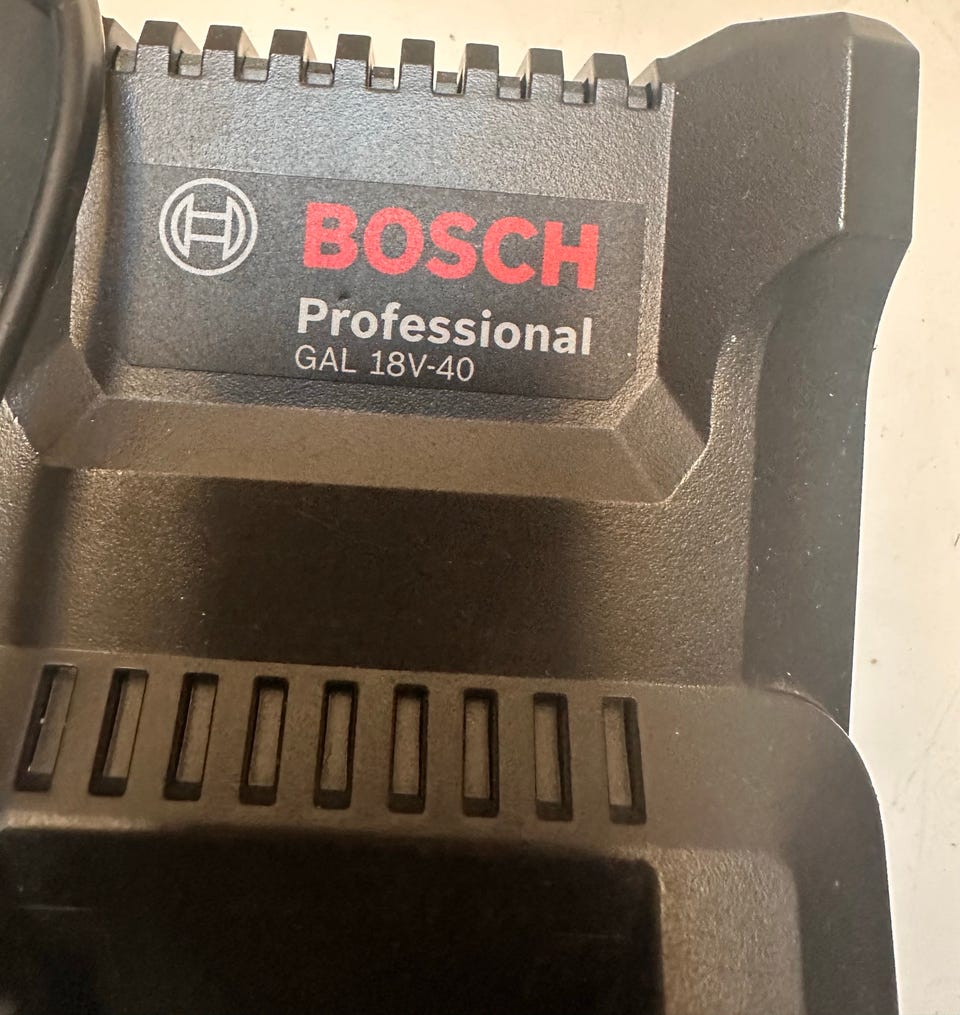 BOSCH
Professional
GAL 18V-40